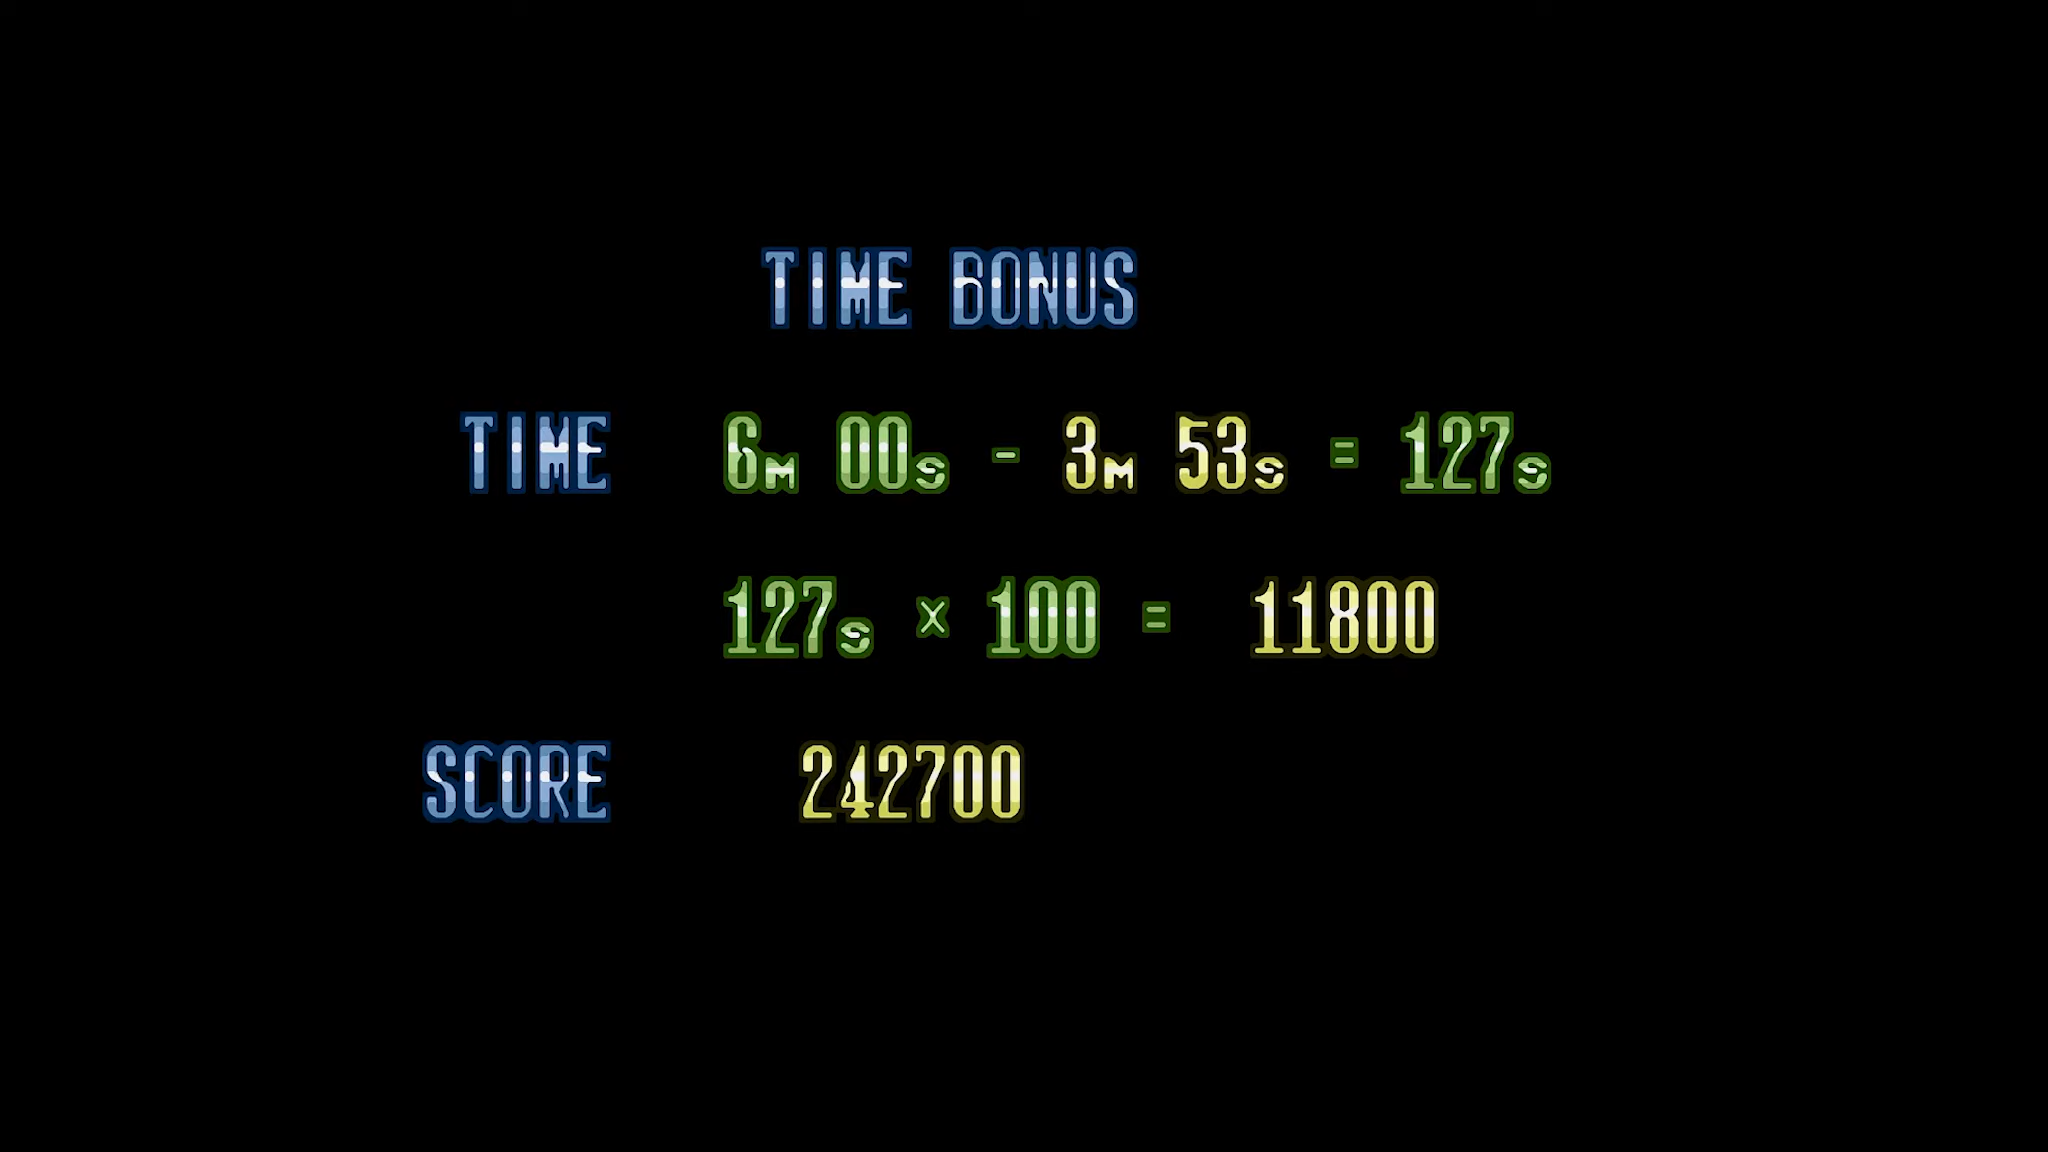 TIME BONUS
TIME 6M 00S - 3M 53S = 127S
127S × 100 = 11800
SCORE 242700